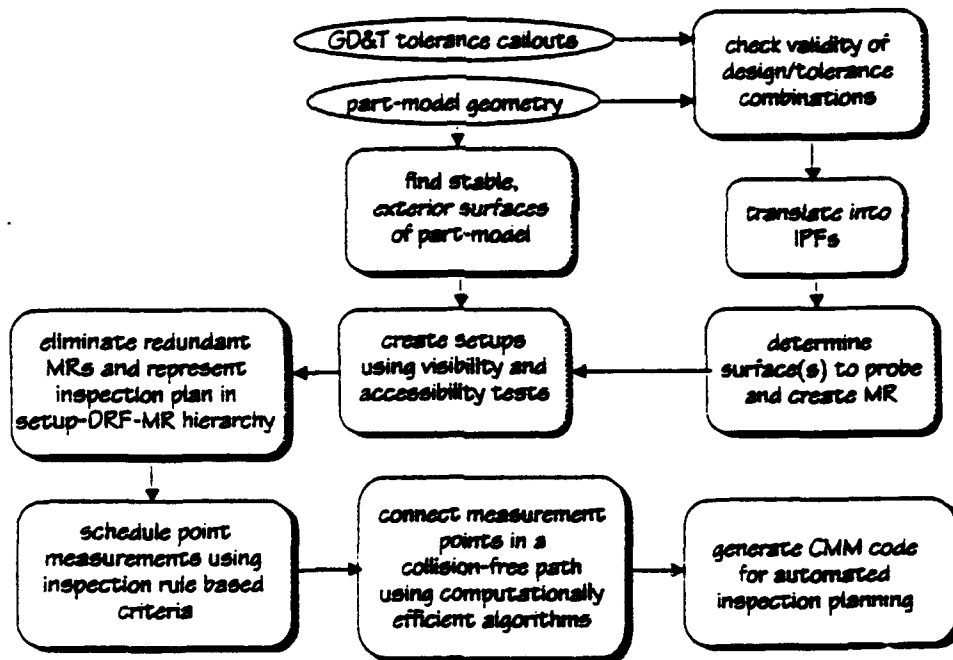 GD&T tolerance callouts
check validity of
design/tolerance
combinations
part-model geometry
find stable,
exterior surfaces
of part-model
translate into
IPFs
eliminate redundant
MRs and represent
inspection plan in
setup-DRF-MR hierarchy
create setups
using visibility and
accessibility tests
determine
surface(s) to probe
and create MR
schedule point
measurements using
inspection rule based
criteria
connect measurement
points in a
collision-free path
using computationally
efficient algorithms
generate CMM code
for automated
inspection planning